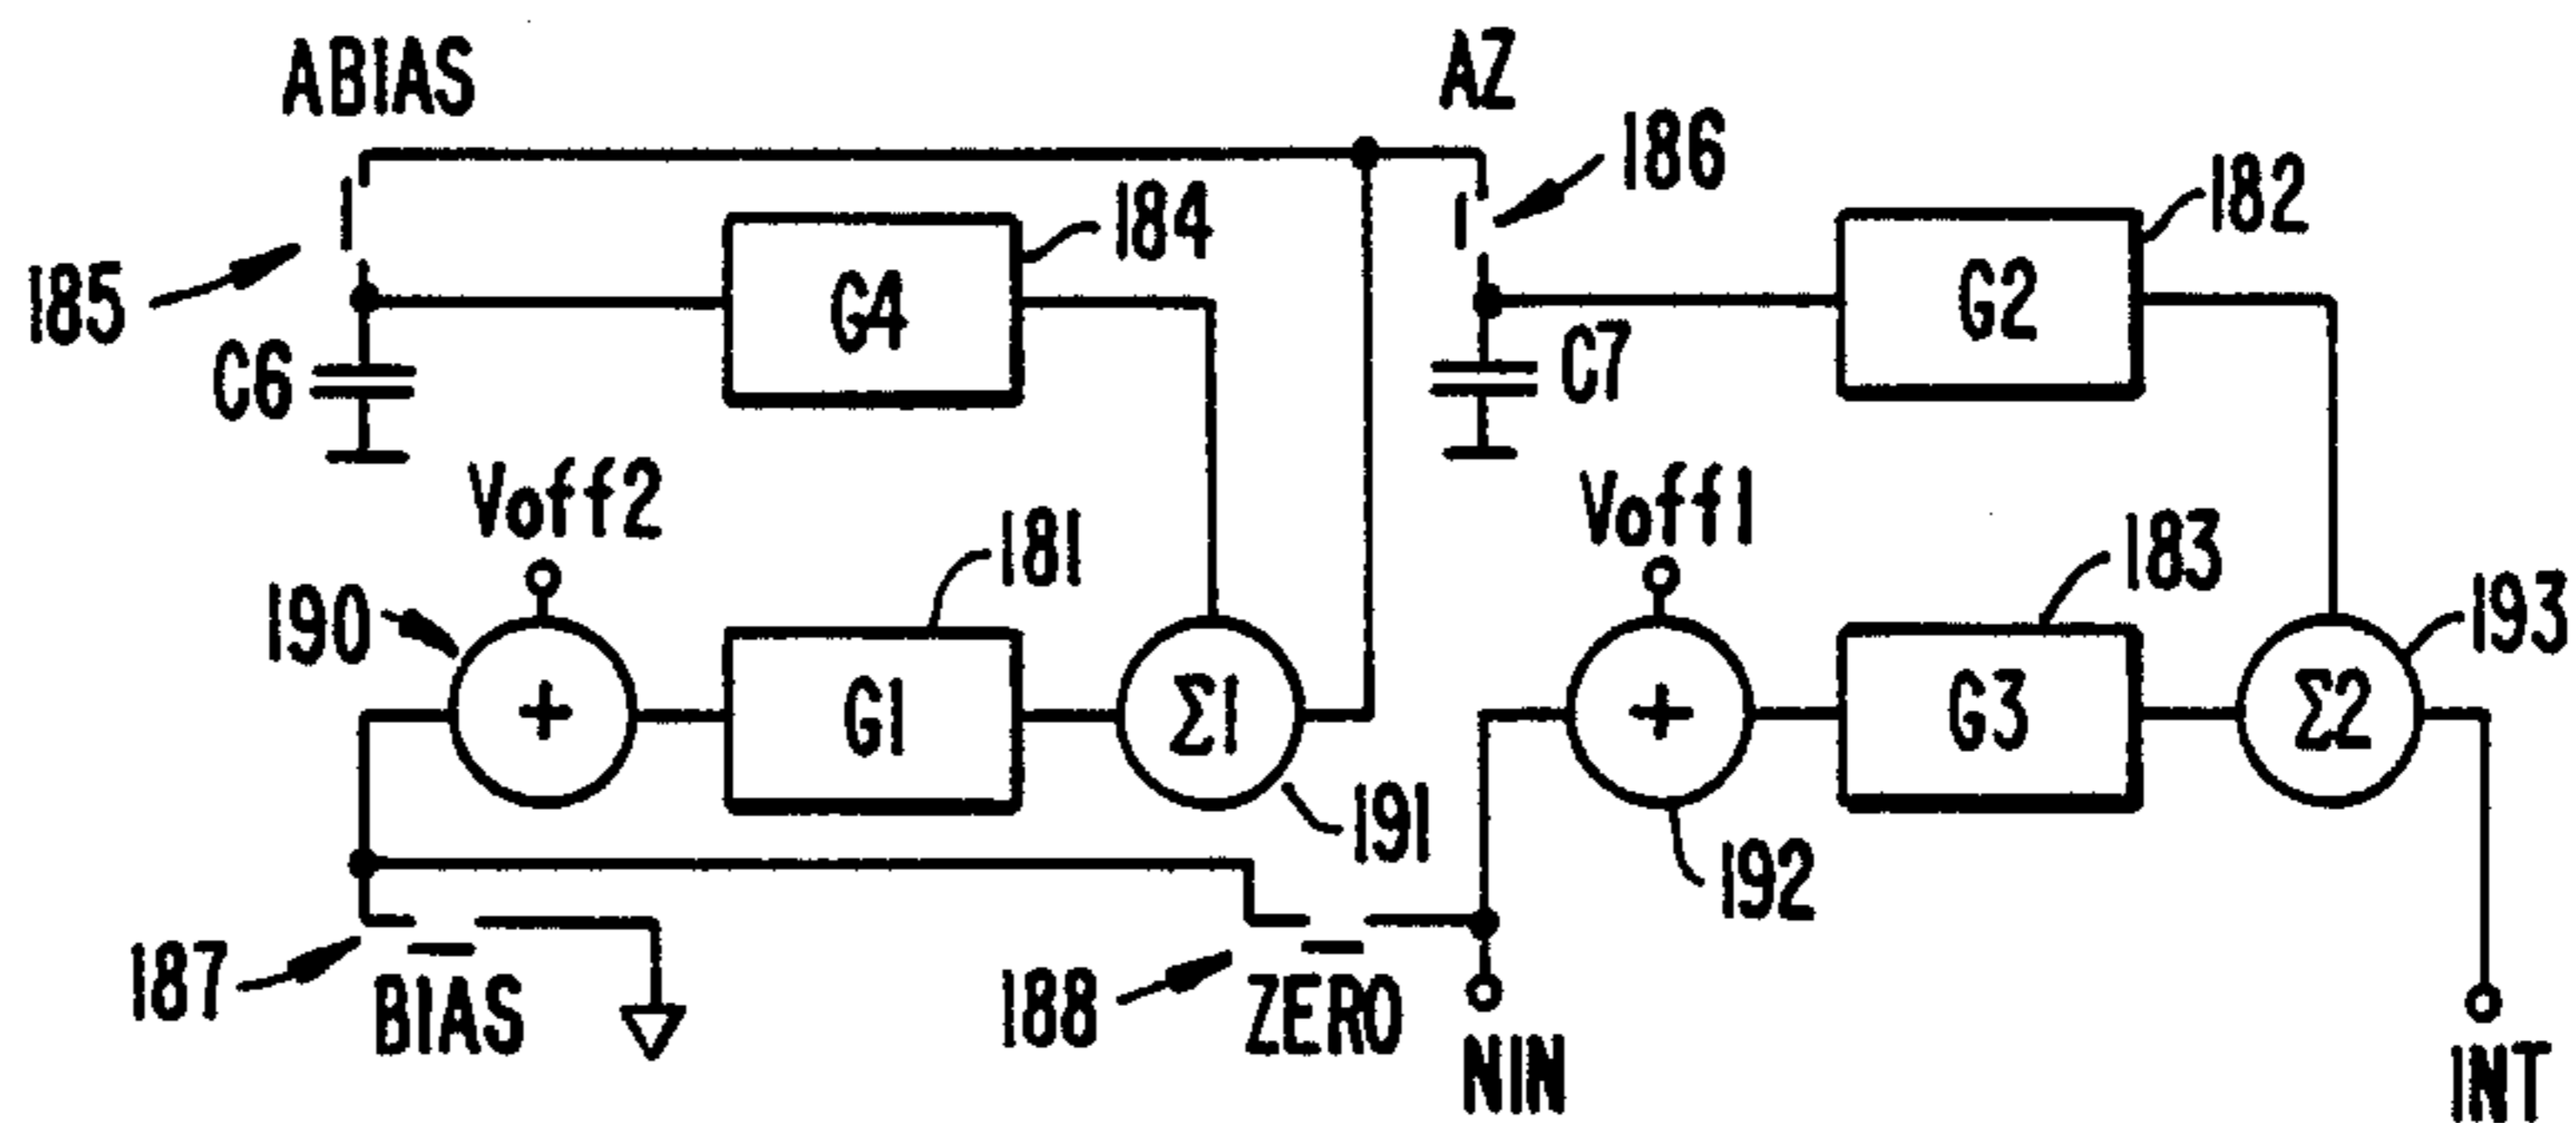 ABIAS
AZ
186
182
184
185
G4
G2
C6
C7
Voff2
Voff1
181
183
190
193
+
G1
Σ1
+
G3
Σ2
191
192
187
BIAS
188
ZERO
NIN
INT